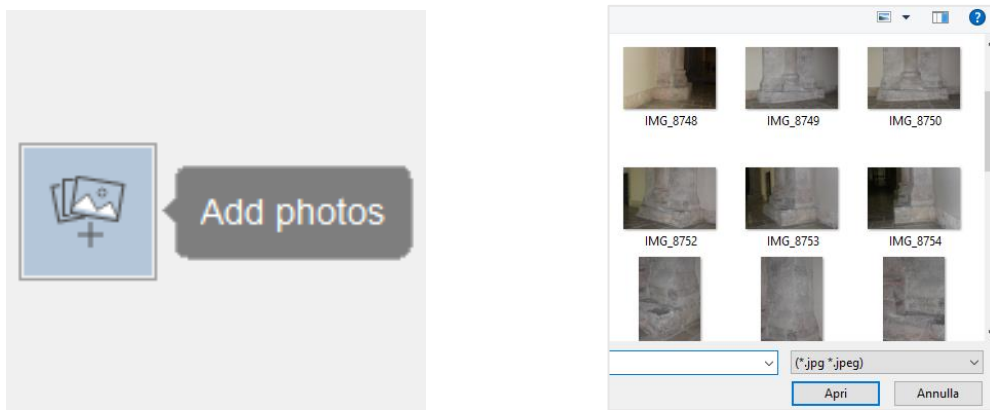 Add photos
?
IMG_8748
IMG_8749
IMG_8750
IMG_8752
IMG_8753
IMG_8754
(*.jpg *.jpeg)
Apri
Annulla